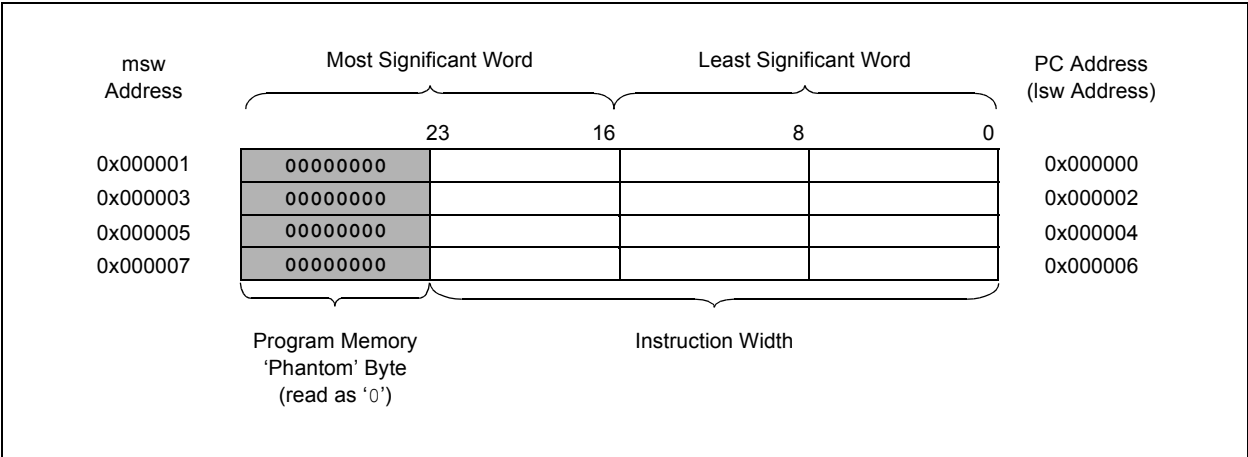 msw
Address
Most Significant Word
Least Significant Word
PC Address
(lsw Address)
23
16
8
0
0x000001
00000000
0x000000
0x000003
00000000
0x000002
0x000005
00000000
0x000004
0x000007
00000000
0x000006
Program Memory
‘Phantom’ Byte
(read as ‘0’)
Instruction Width